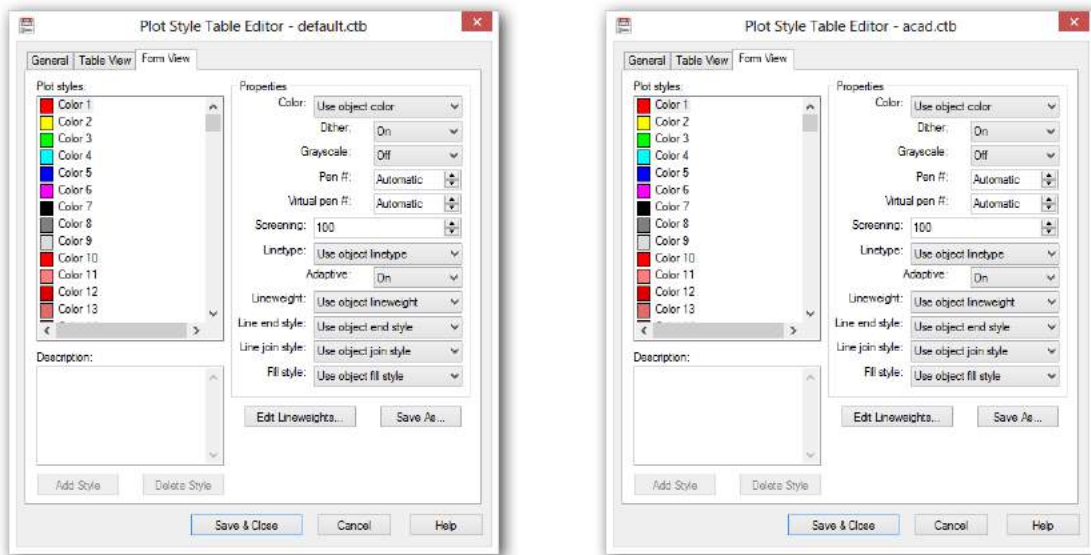 Plot Style Table Editor - default.ctb
General Table View Form View
Plot styles:
Color 1
Color 2
Color 3
Color 4
Color 5
Color 6
Color 7
Color 8
Color 9
Color 10
Color 11
Color 12
Color 13
Description:
Add Style Delete Style
Properties
Color: Use object color
Dither: On
Grayscale: Off
Pen #: Automatic
Virtual pen #: Automatic
Screening: 100
Linetype: Use object linetype
Adaptive: On
Lineweight: Use object lineweight
Line end style: Use object end style
Line join style: Use object join style
Fill style: Use object fill style
Edit Lineweights... Save As...
Save & Close Cancel Help
Plot Style Table Editor - acad.ctb
General Table View Form View
Plot styles:
Color 1
Color 2
Color 3
Color 4
Color 5
Color 6
Color 7
Color 8
Color 9
Color 10
Color 11
Color 12
Color 13
Description:
Add Style Delete Style
Properties
Color: Use object color
Dither: On
Grayscale: Off
Pen #: Automatic
Virtual pen #: Automatic
Screening: 100
Linetype: Use object linetype
Adaptive: On
Lineweight: Use object lineweight
Line end style: Use object end style
Line join style: Use object join style
Fill style: Use object fill style
Edit Lineweights... Save As...
Save & Close Cancel Help